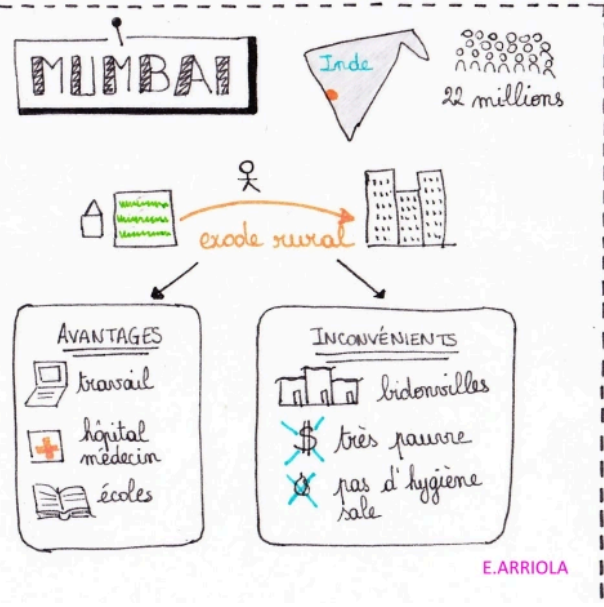 MUMBAI
Inde
22 millions
exode rural
AVANTAGES
travail
hôpital
médecin
écoles
INCONVÉNIENTS
bidonvilles
$
très pauvre
pas d'hygiène
sale
E.ARRIOLA